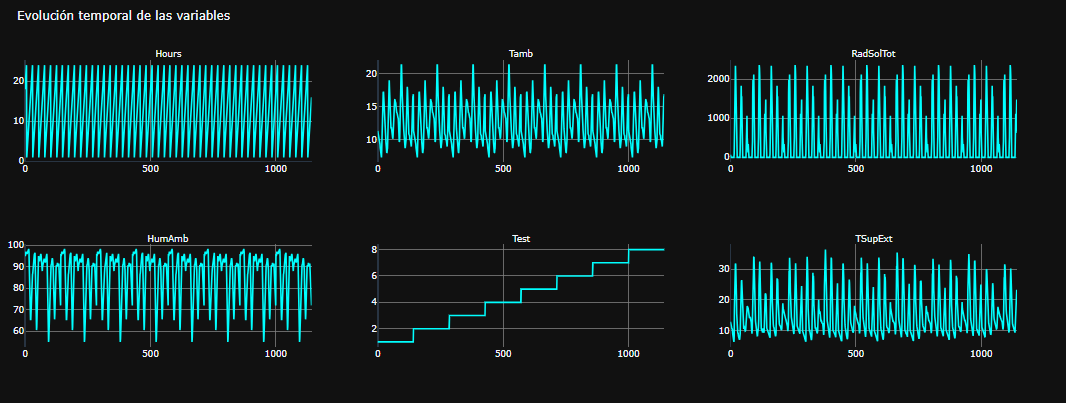 Evolución temporal de las variables
Hours Tamb RadSolTot
20 10 0
0 500 1000
20 15 10
0 500 1000
2000 1000 0
0 500 1000
HumAmb Test TSupExt
100 90 80 70 60
0 500 1000
8 6 4 2
0 500 1000
30 20 10
0 500 1000